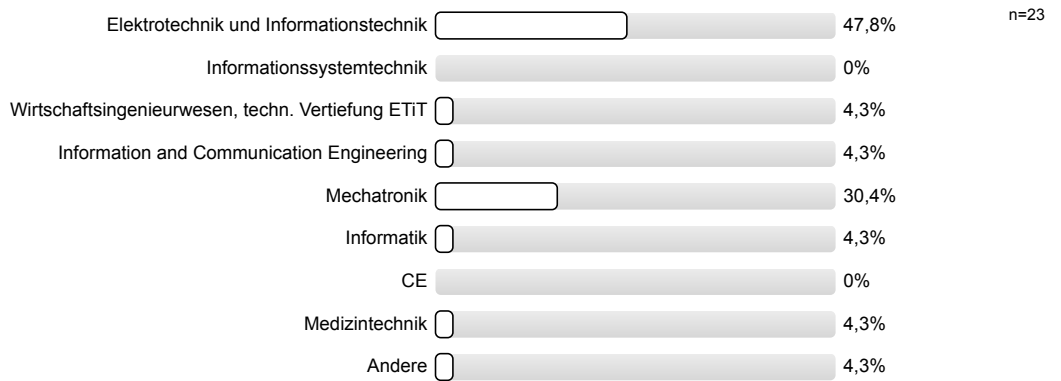 n=23
Elektrotechnik und Informationstechnik 47,8%
Informationssystemtechnik 0%
Wirtschaftsingenieurwesen, techn. Vertiefung ETiT 4,3%
Information and Communication Engineering 4,3%
Mechatronik 30,4%
Informatik 4,3%
CE 0%
Medizintechnik 4,3%
Andere 4,3%